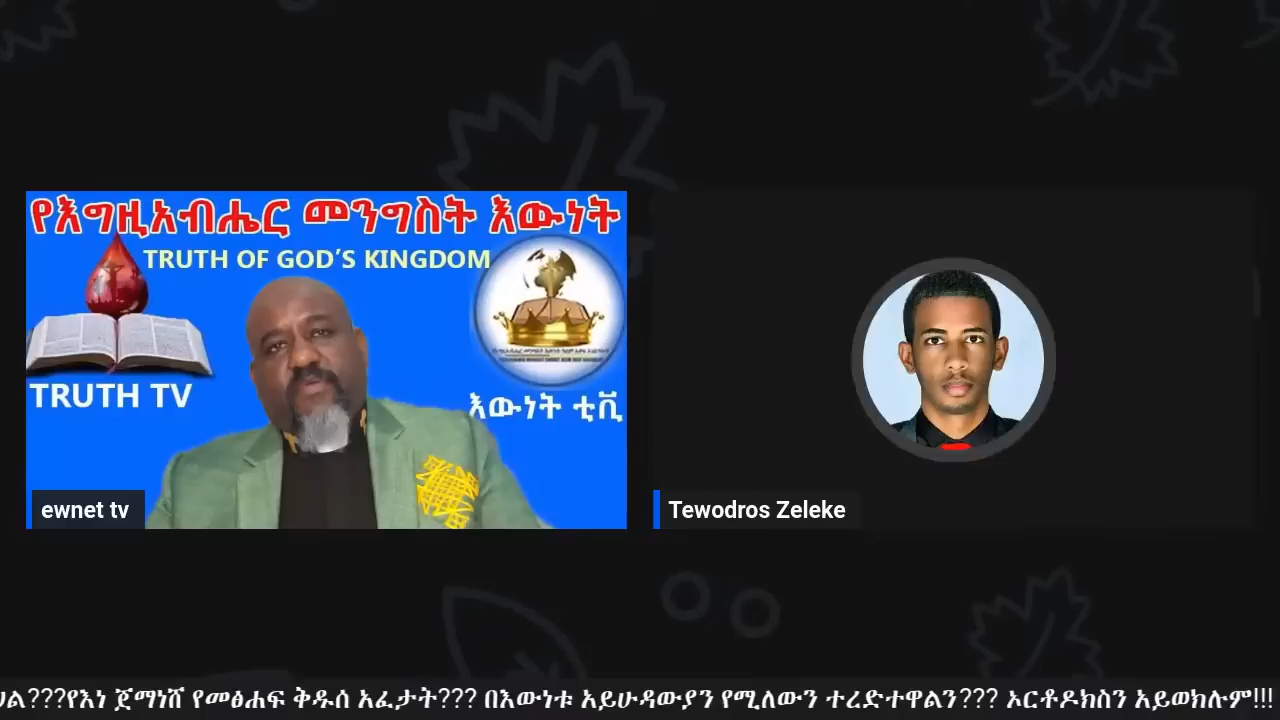 የእግዚአብሔር መንግስት እውነት
TRUTH OF GOD'S KINGDOM
TRUTH TV
እውነት ቲቪ
ewnet tv
Tewodros Zeleke
???የእነ ጀማነሽ የመፅሐፍ ቅዱሰ አፈታት??? በእውነቱ አይሁዳውያን የሚለውን ተረድተዋልን??? ኦርቶዶክስን አይወክሉም!!!